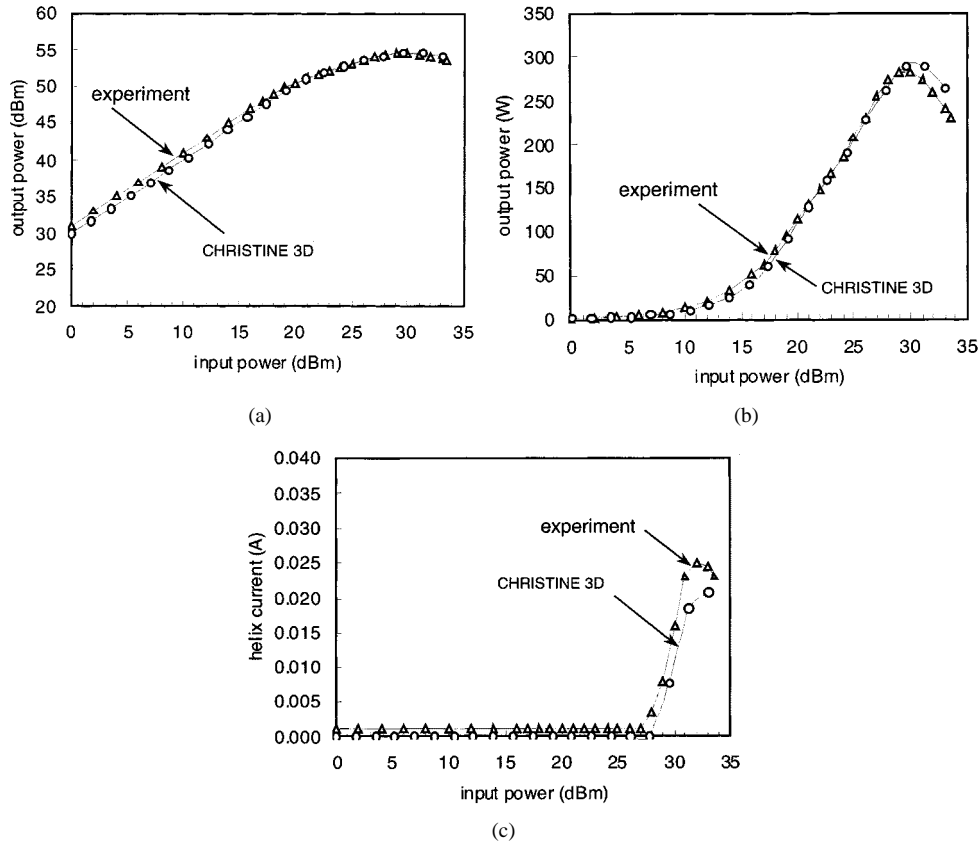 60
55
50
45
40
35
30
25
20
output power (dBm)
experiment
CHRISTINE 3D
0 5 10 15 20 25 30 35
input power (dBm)
(a)
350
300
250
200
150
100
50
0
output power (W)
experiment
CHRISTINE 3D
0 5 10 15 20 25 30 35
input power (dBm)
(b)
0.040
0.035
0.030
0.025
0.020
0.015
0.010
0.005
0.000
helix current (A)
experiment
CHRISTINE 3D
0 5 10 15 20 25 30 35
input power (dBm)
(c)